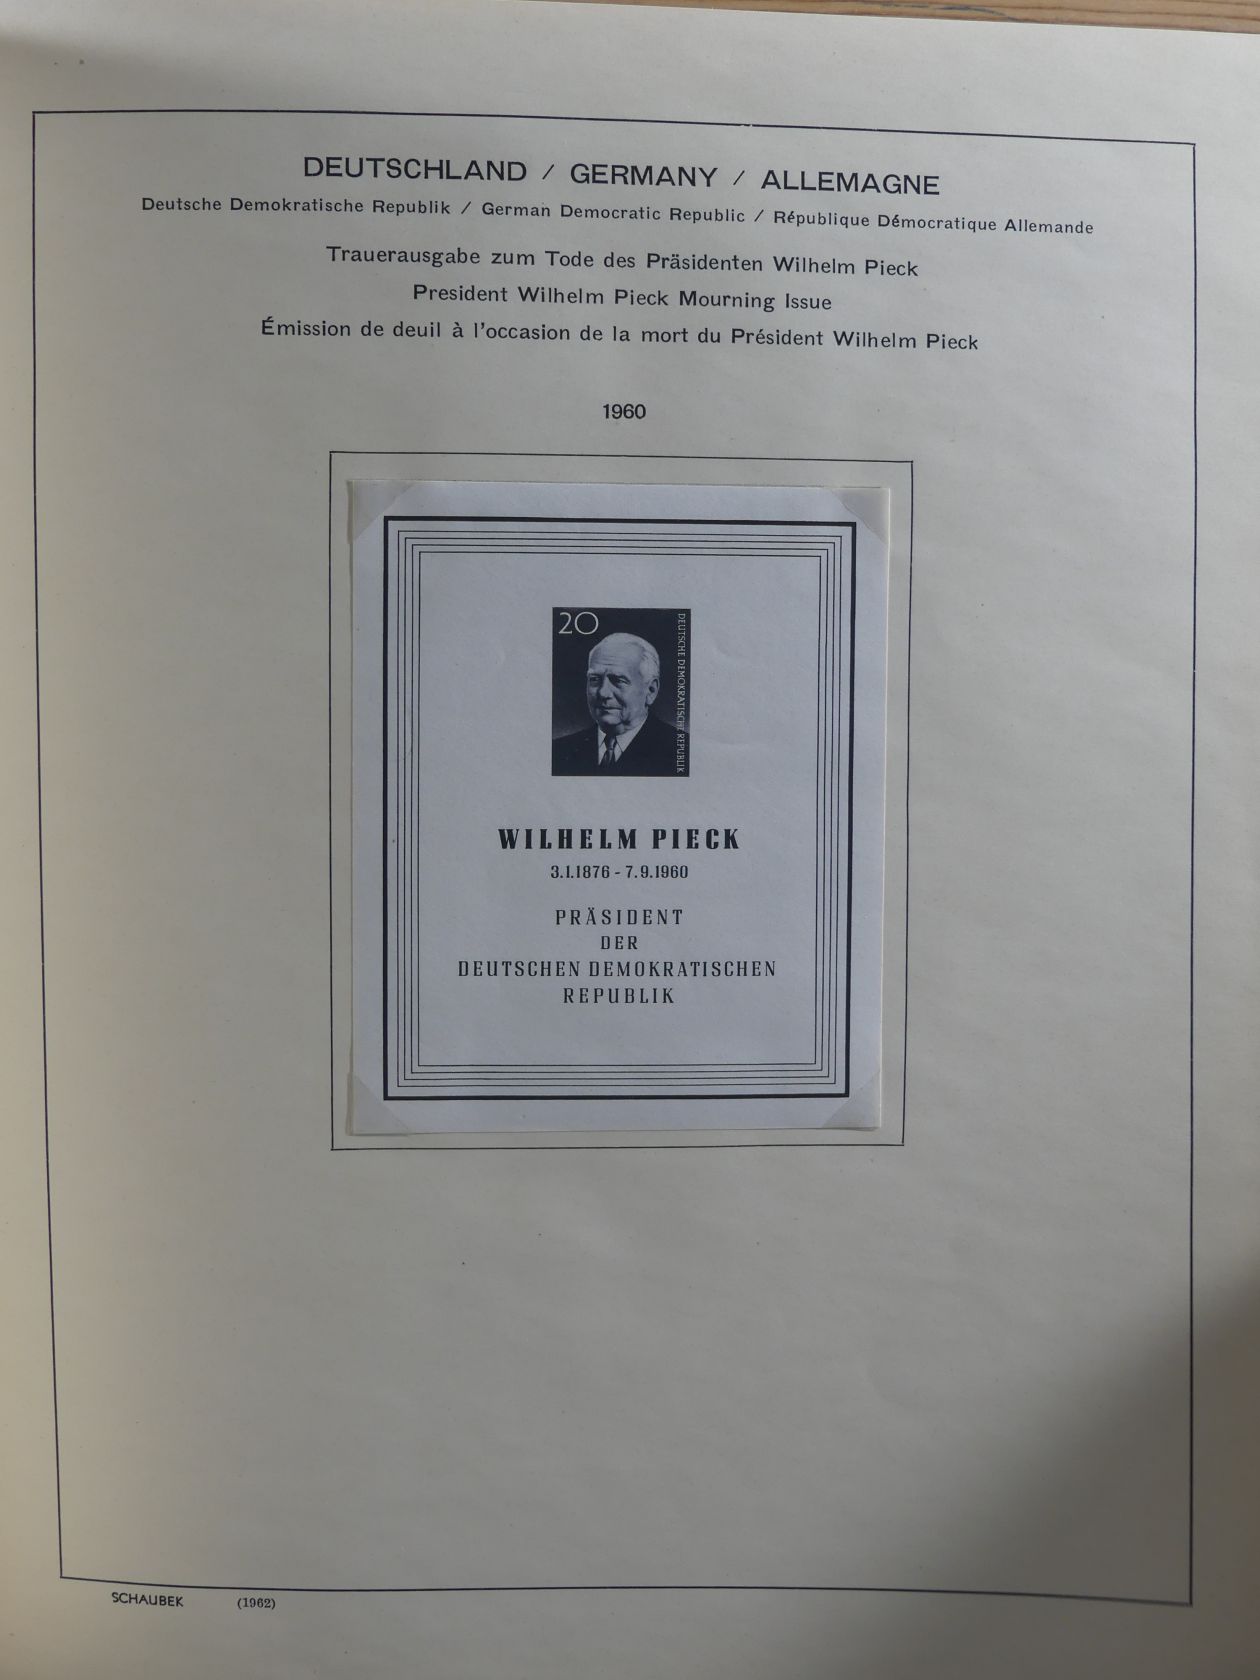 DEUTSCHLAND / GERMANY / ALLEMAGNE
Deutsche Demokratische Republik / German Democratic Republic / République Démocratique Allemande
Trauerausgabe zum Tode des Präsidenten Wilhelm Pieck
President Wilhelm Pieck Mourning Issue
Émission de deuil à l'occasion de la mort du Président Wilhelm Pieck
1960
20
DEUTSCHE DEMOKRATISCHE REPUBLIK
WILHELM PIECK
3.1.1876 - 7.9.1960
PRÄSIDENT
DER
DEUTSCHEN DEMOKRATISCHEN
REPUBLIK
SCHAUBEK (1962)